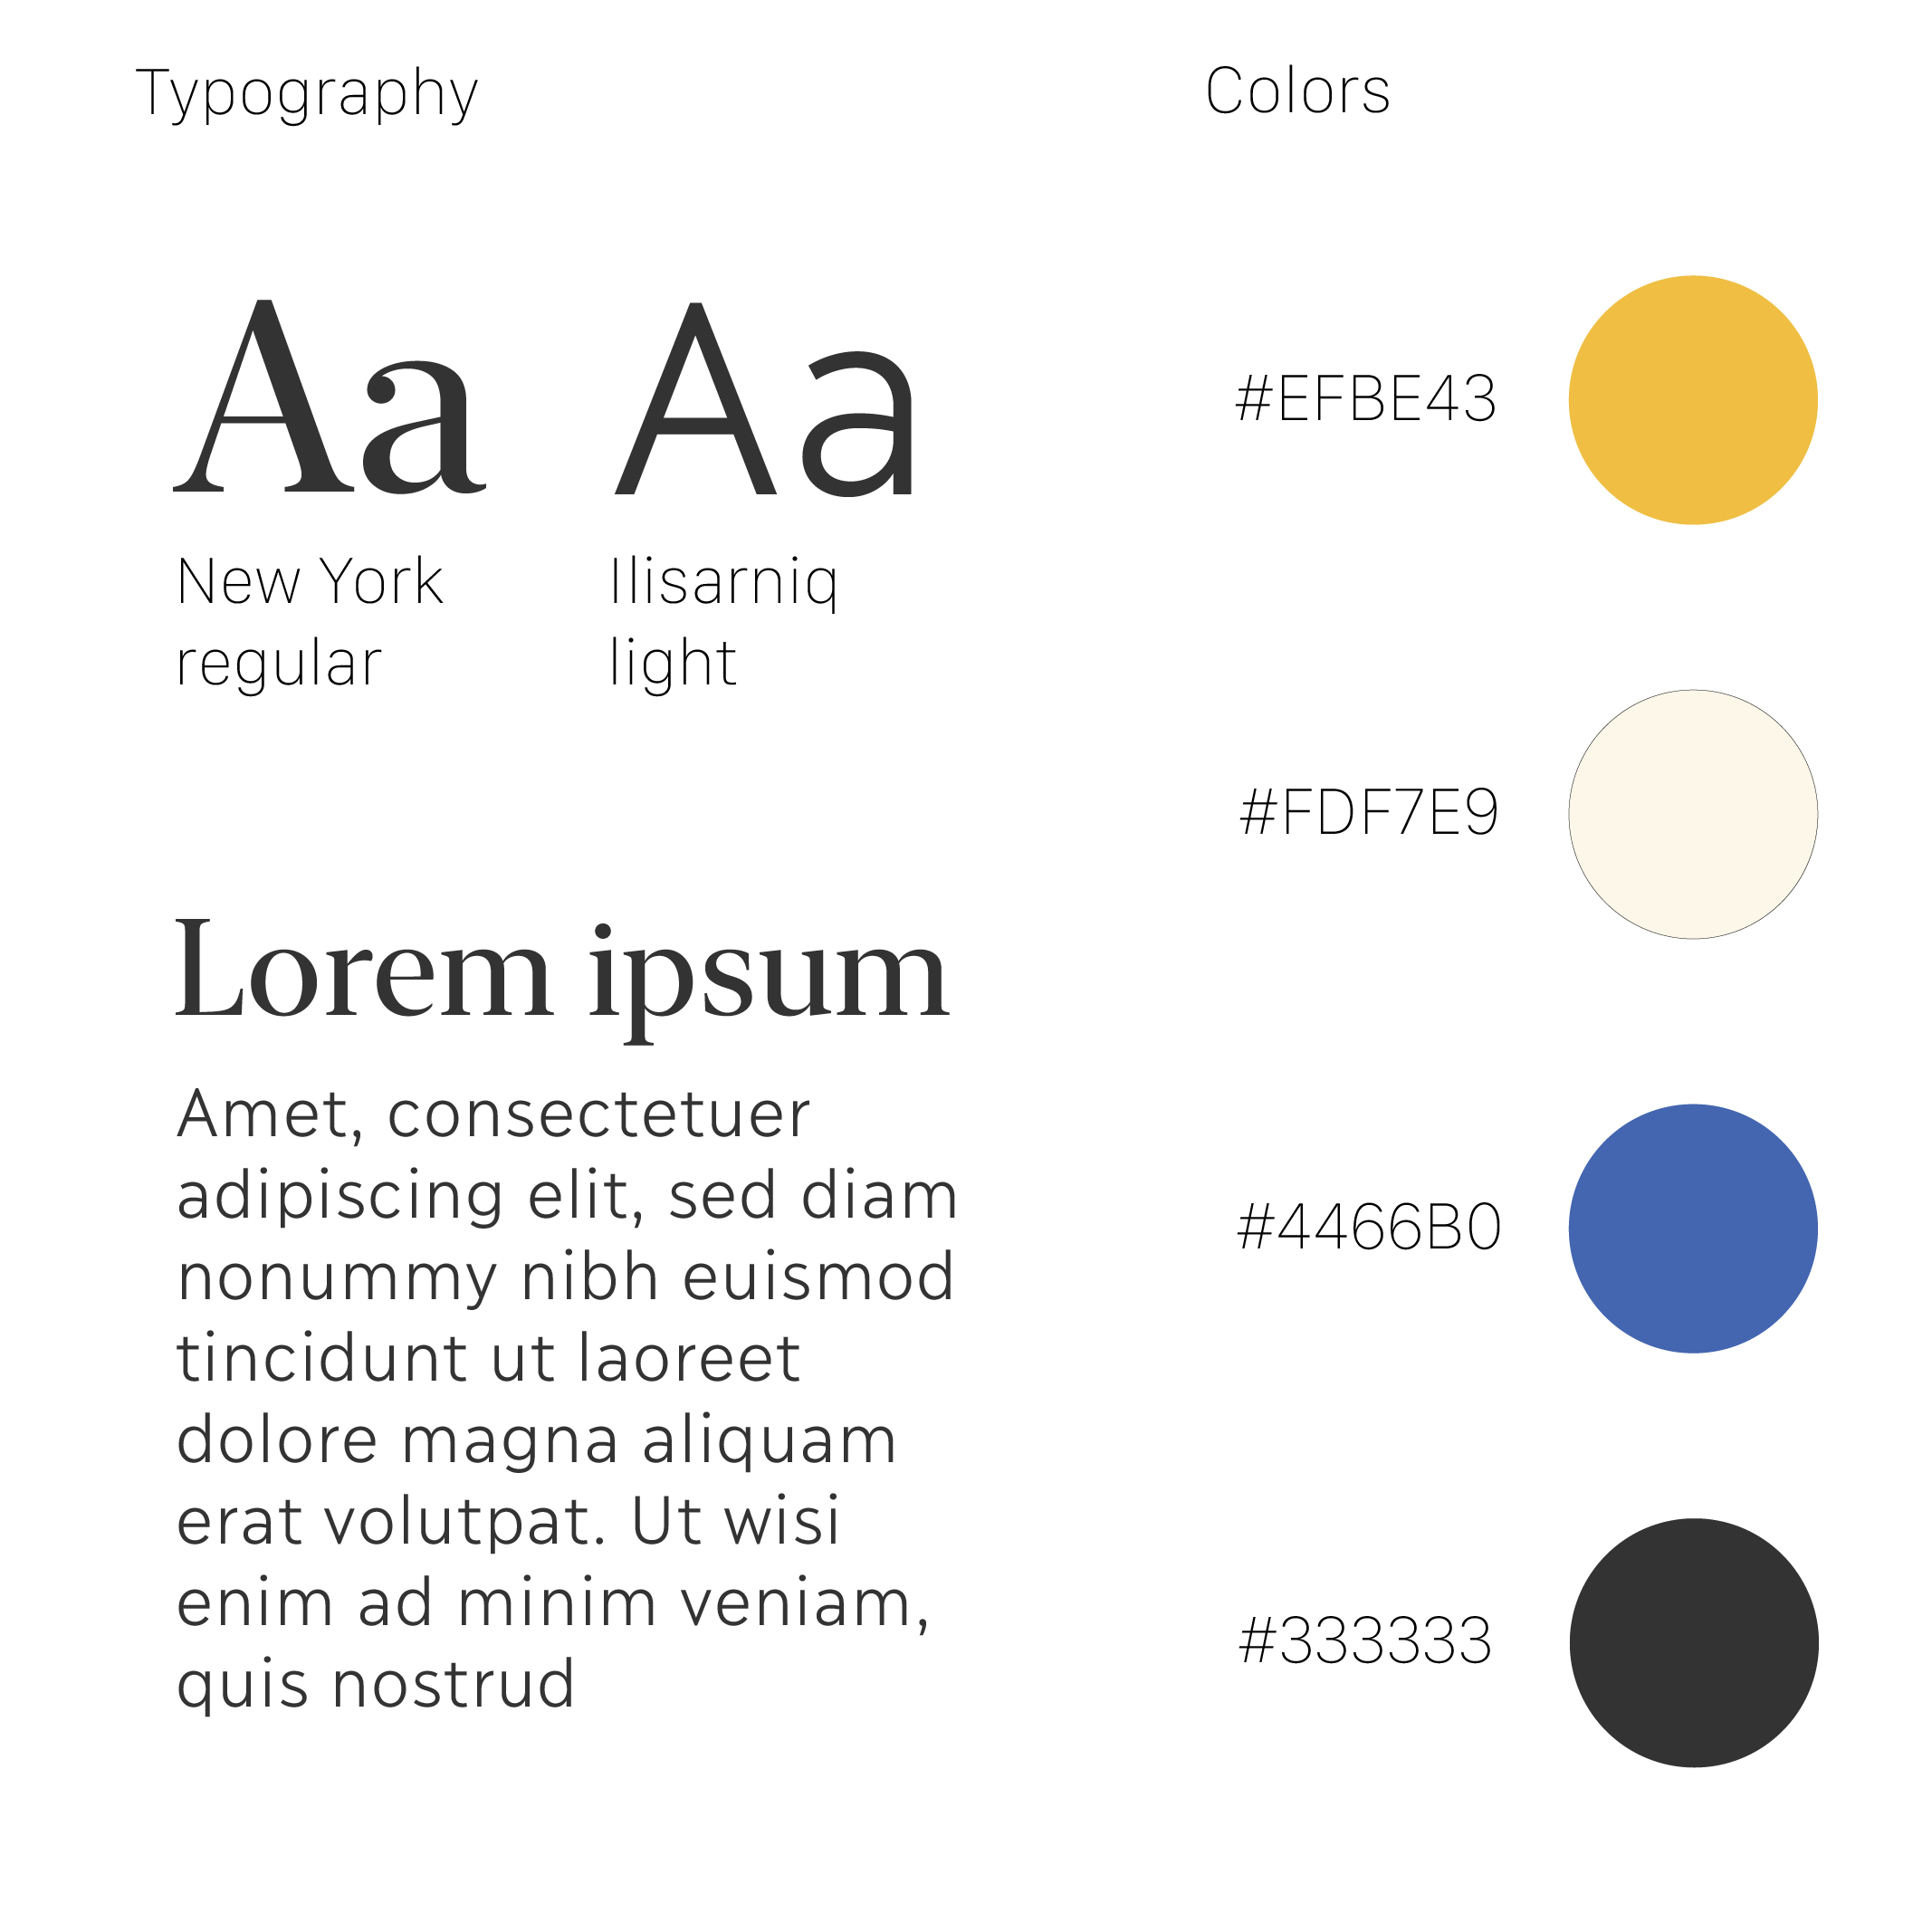 Typography
Aa Aa
New York
regular
Ilisarniq
light
Lorem ipsum
Amet, consectetuer
adipiscing elit, sed diam
nonummy nibh euismod
tincidunt ut laoreet
dolore magna aliquam
erat volutpat. Ut wisi
enim ad minim veniam,
quis nostrud
Colors
#EFBE43
#FDF7E9
#4466B0
#333333